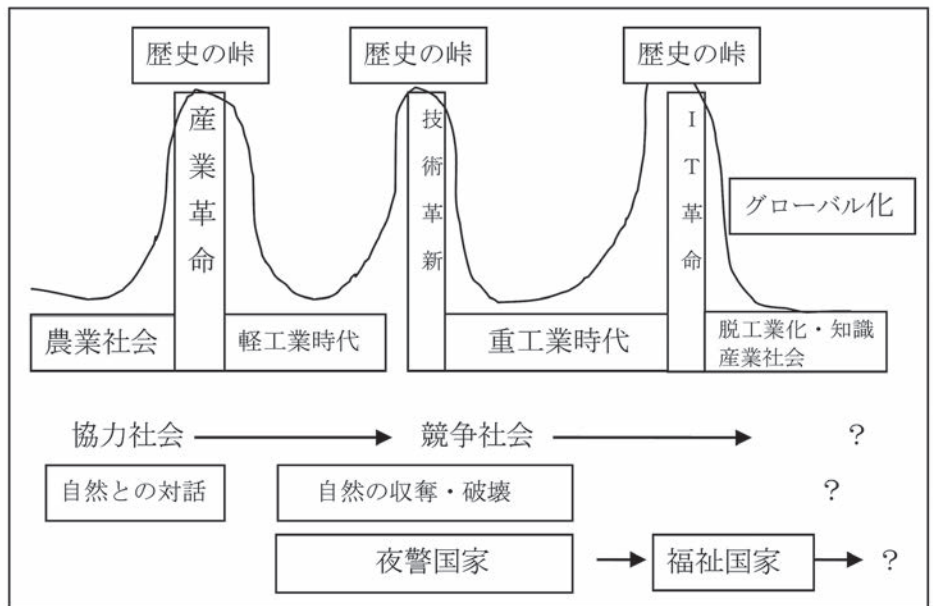 歴史の峠
歴史の峠
歴史の峠
産業革命
技術革新
IT革命
グローバル化
農業社会
軽工業時代
重工業時代
脱工業化・知識
産業社会
協力社会
競争社会
?
自然との対話
自然の収奪・破壊
?
夜警国家
福祉国家
?